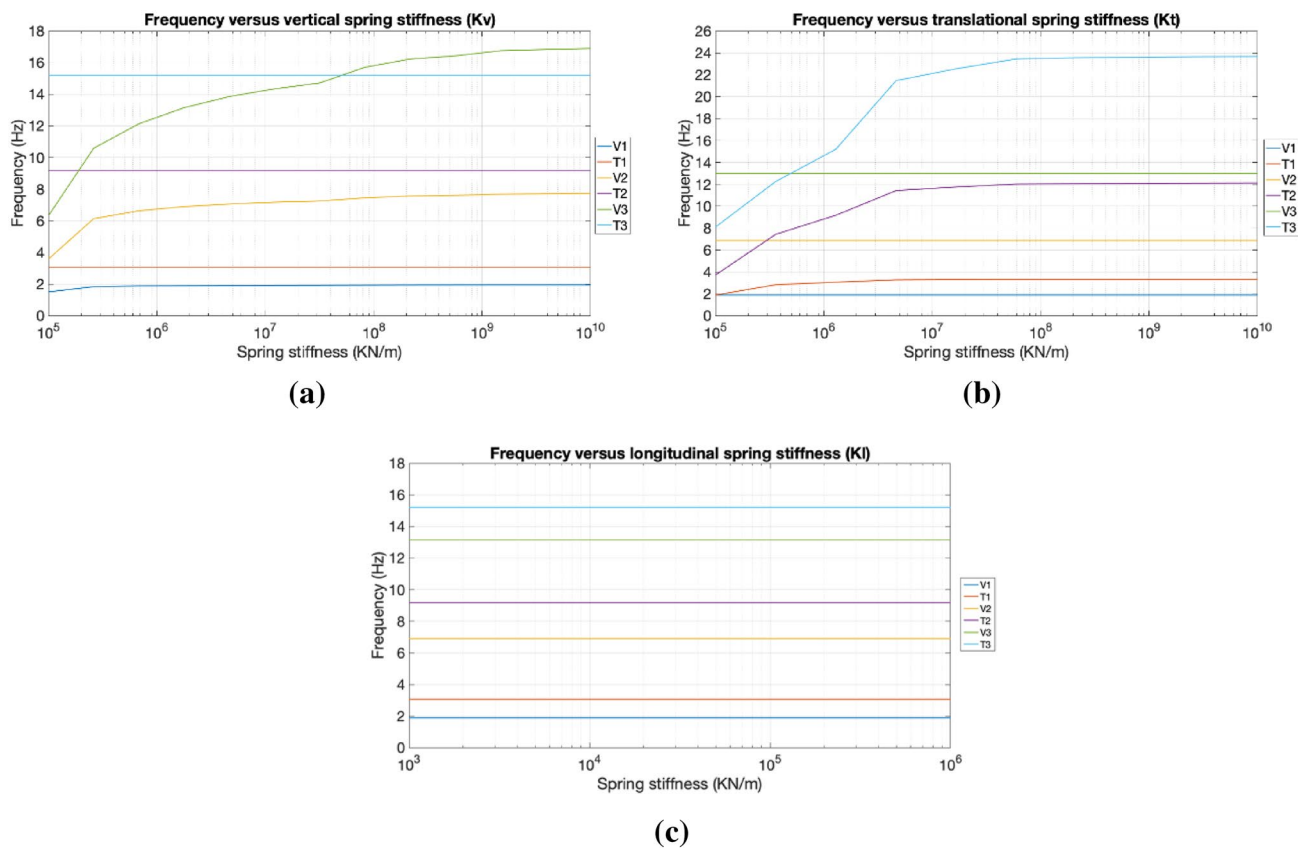 Frequency versus vertical spring stiffness (Kv)
18
16
14
12
10
8
6
4
2
0
Frequency (Hz)
10^5
10^6
10^7
10^8
10^9
10^10
Spring stiffness (KN/m)
V1
T1
V2
T2
V3
T3
(a)
Frequency versus translational spring stiffness (Kt)
26
24
22
20
18
16
14
12
10
8
6
4
2
0
Frequency (Hz)
10^5
10^6
10^7
10^8
10^9
10^10
Spring stiffness (KN/m)
V1
T1
V2
T2
V3
T3
(b)
Frequency versus longitudinal spring stiffness (Kl)
18
16
14
12
10
8
6
4
2
0
Frequency (Hz)
10^3
10^4
10^5
10^6
Spring stiffness (KN/m)
V1
T1
V2
T2
V3
T3
(c)